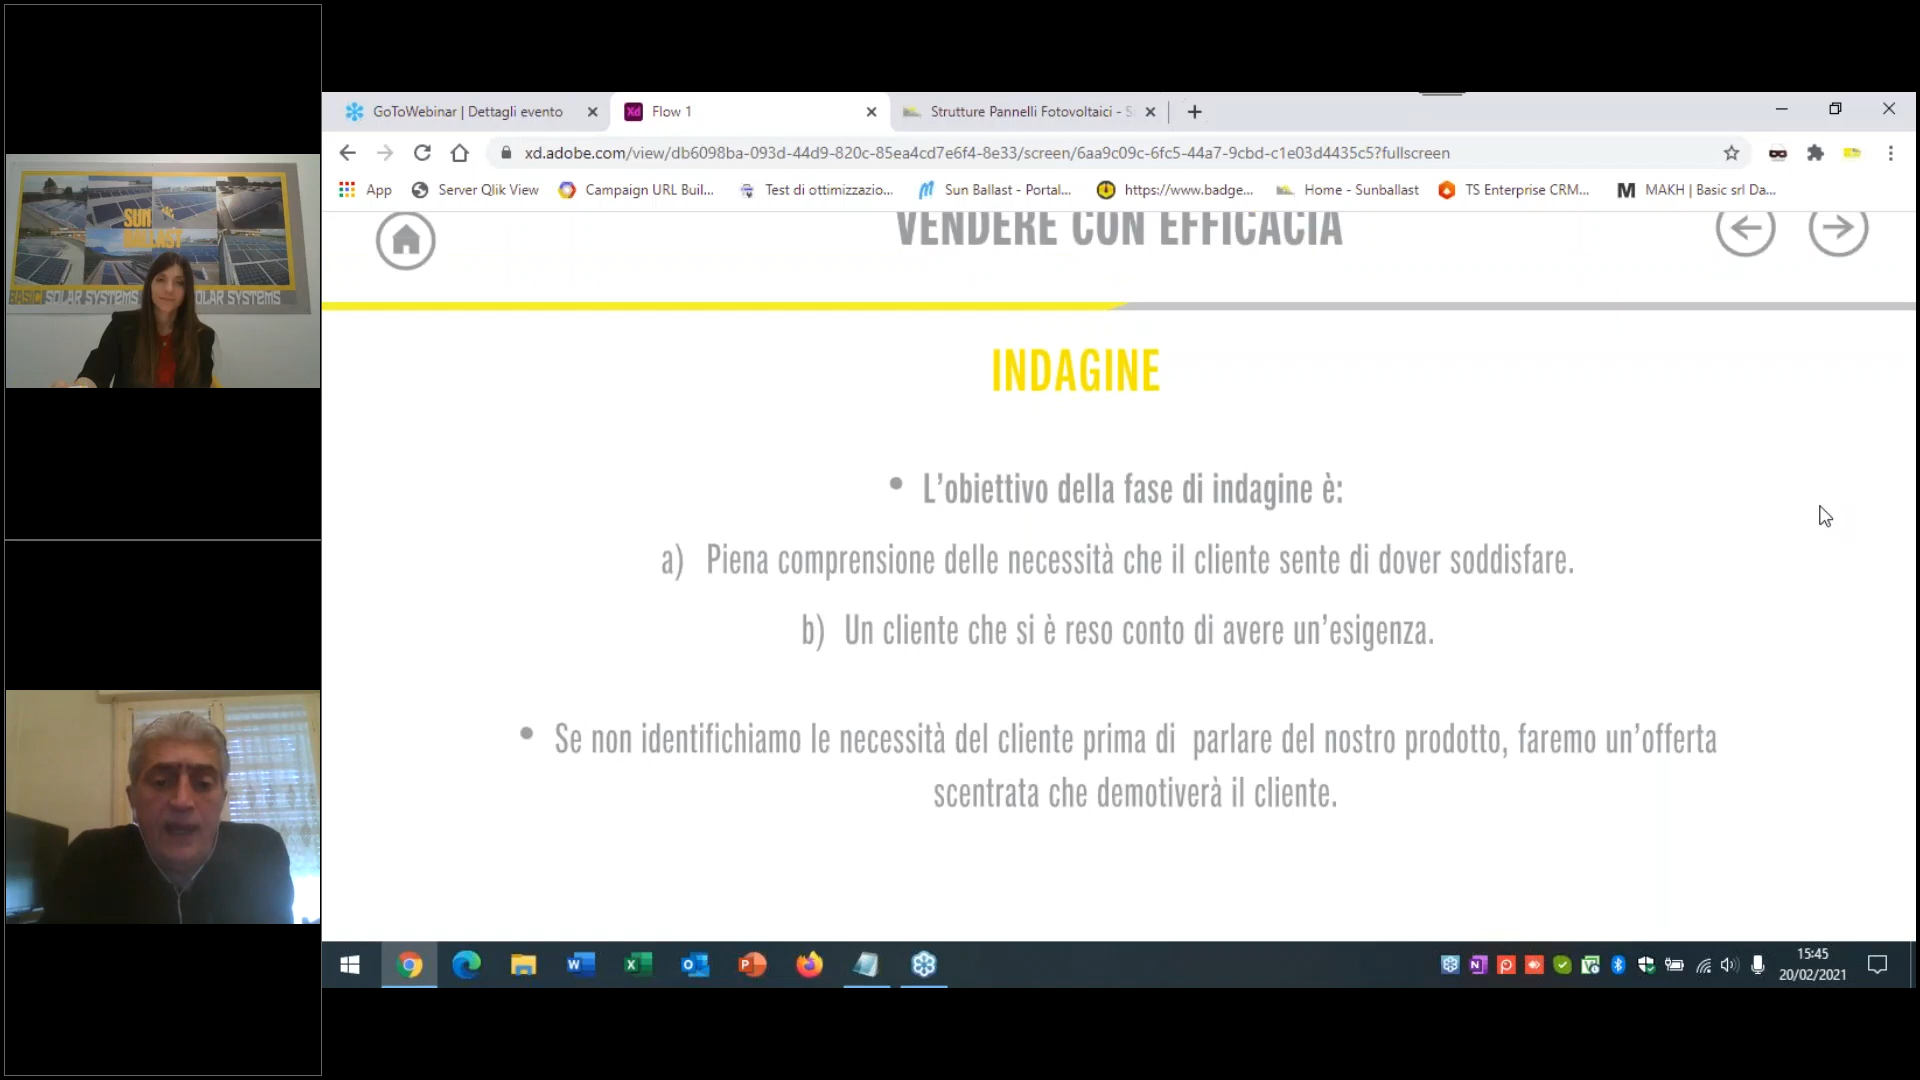 SUN
BALLAST
BASIC SOLAR SYSTEMS
SOLAR SYSTEMS
GoToWebinar | Dettagli evento
Xd
Flow 1
Strutture Pannelli Fotovoltaici - S
xd.adobe.com/view/db6098ba-093d-44d9-820c-85ea4cd7e6f4-8e33/screen/6aa9c09c-6fc5-44a7-9cbd-c1e03d4435c5?fullscreen
App
Server Qlik View
Campaign URL Buil...
Test di ottimizzazio...
Sun Ballast - Portal...
https://www.badge...
Home - Sunballast
TS Enterprise CRM...
MAKH | Basic srl Da...
VENDERE CON EFFICACIA
INDAGINE
• L'obiettivo della fase di indagine è:
a) Piena comprensione delle necessità che il cliente sente di dover soddisfare.
b) Un cliente che si è reso conto di avere un'esigenza.
• Se non identifichiamo le necessità del cliente prima di parlare del nostro prodotto, faremo un'offerta
scentrata che demotiverà il cliente.
15:45
20/02/2021